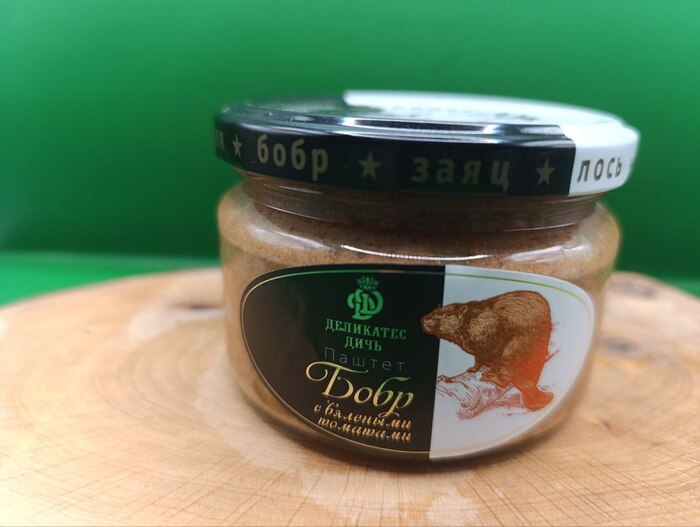 ★ бобр ★ заяц ★ лось
ДЕЛИКАТЕС
ДИЧЬ
Паштет
Бобр
с вялеными
томатами